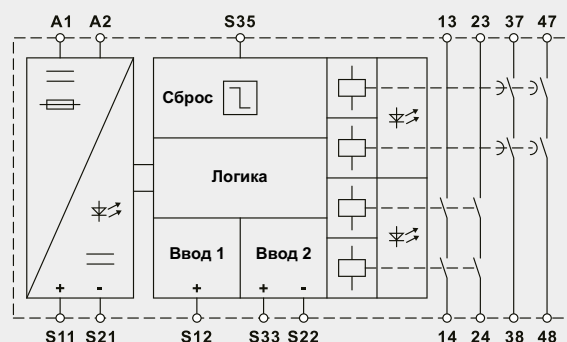 A1 A2 S35 13 23 37 47
Сброс
Логика
Ввод 1 Ввод 2
+ - + + -
S11 S21 S12 S33 S22 14 24 38 48